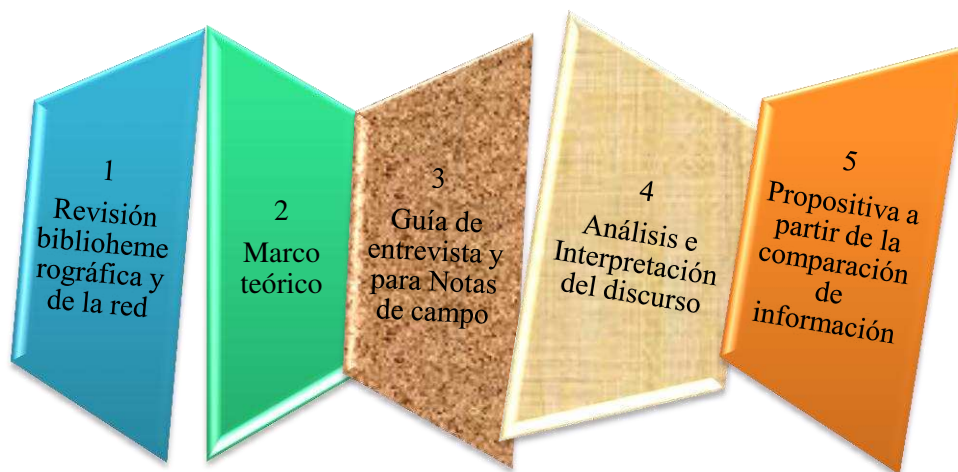 1
Revisión
biblioheme
rográfica y
de la red
2
Marco
teórico
3
Guía de
entrevista y
para Notas
de campo
4
Análisis e
Interpretación
del discurso
5
Propositiva a
partir de la
comparación
de
información